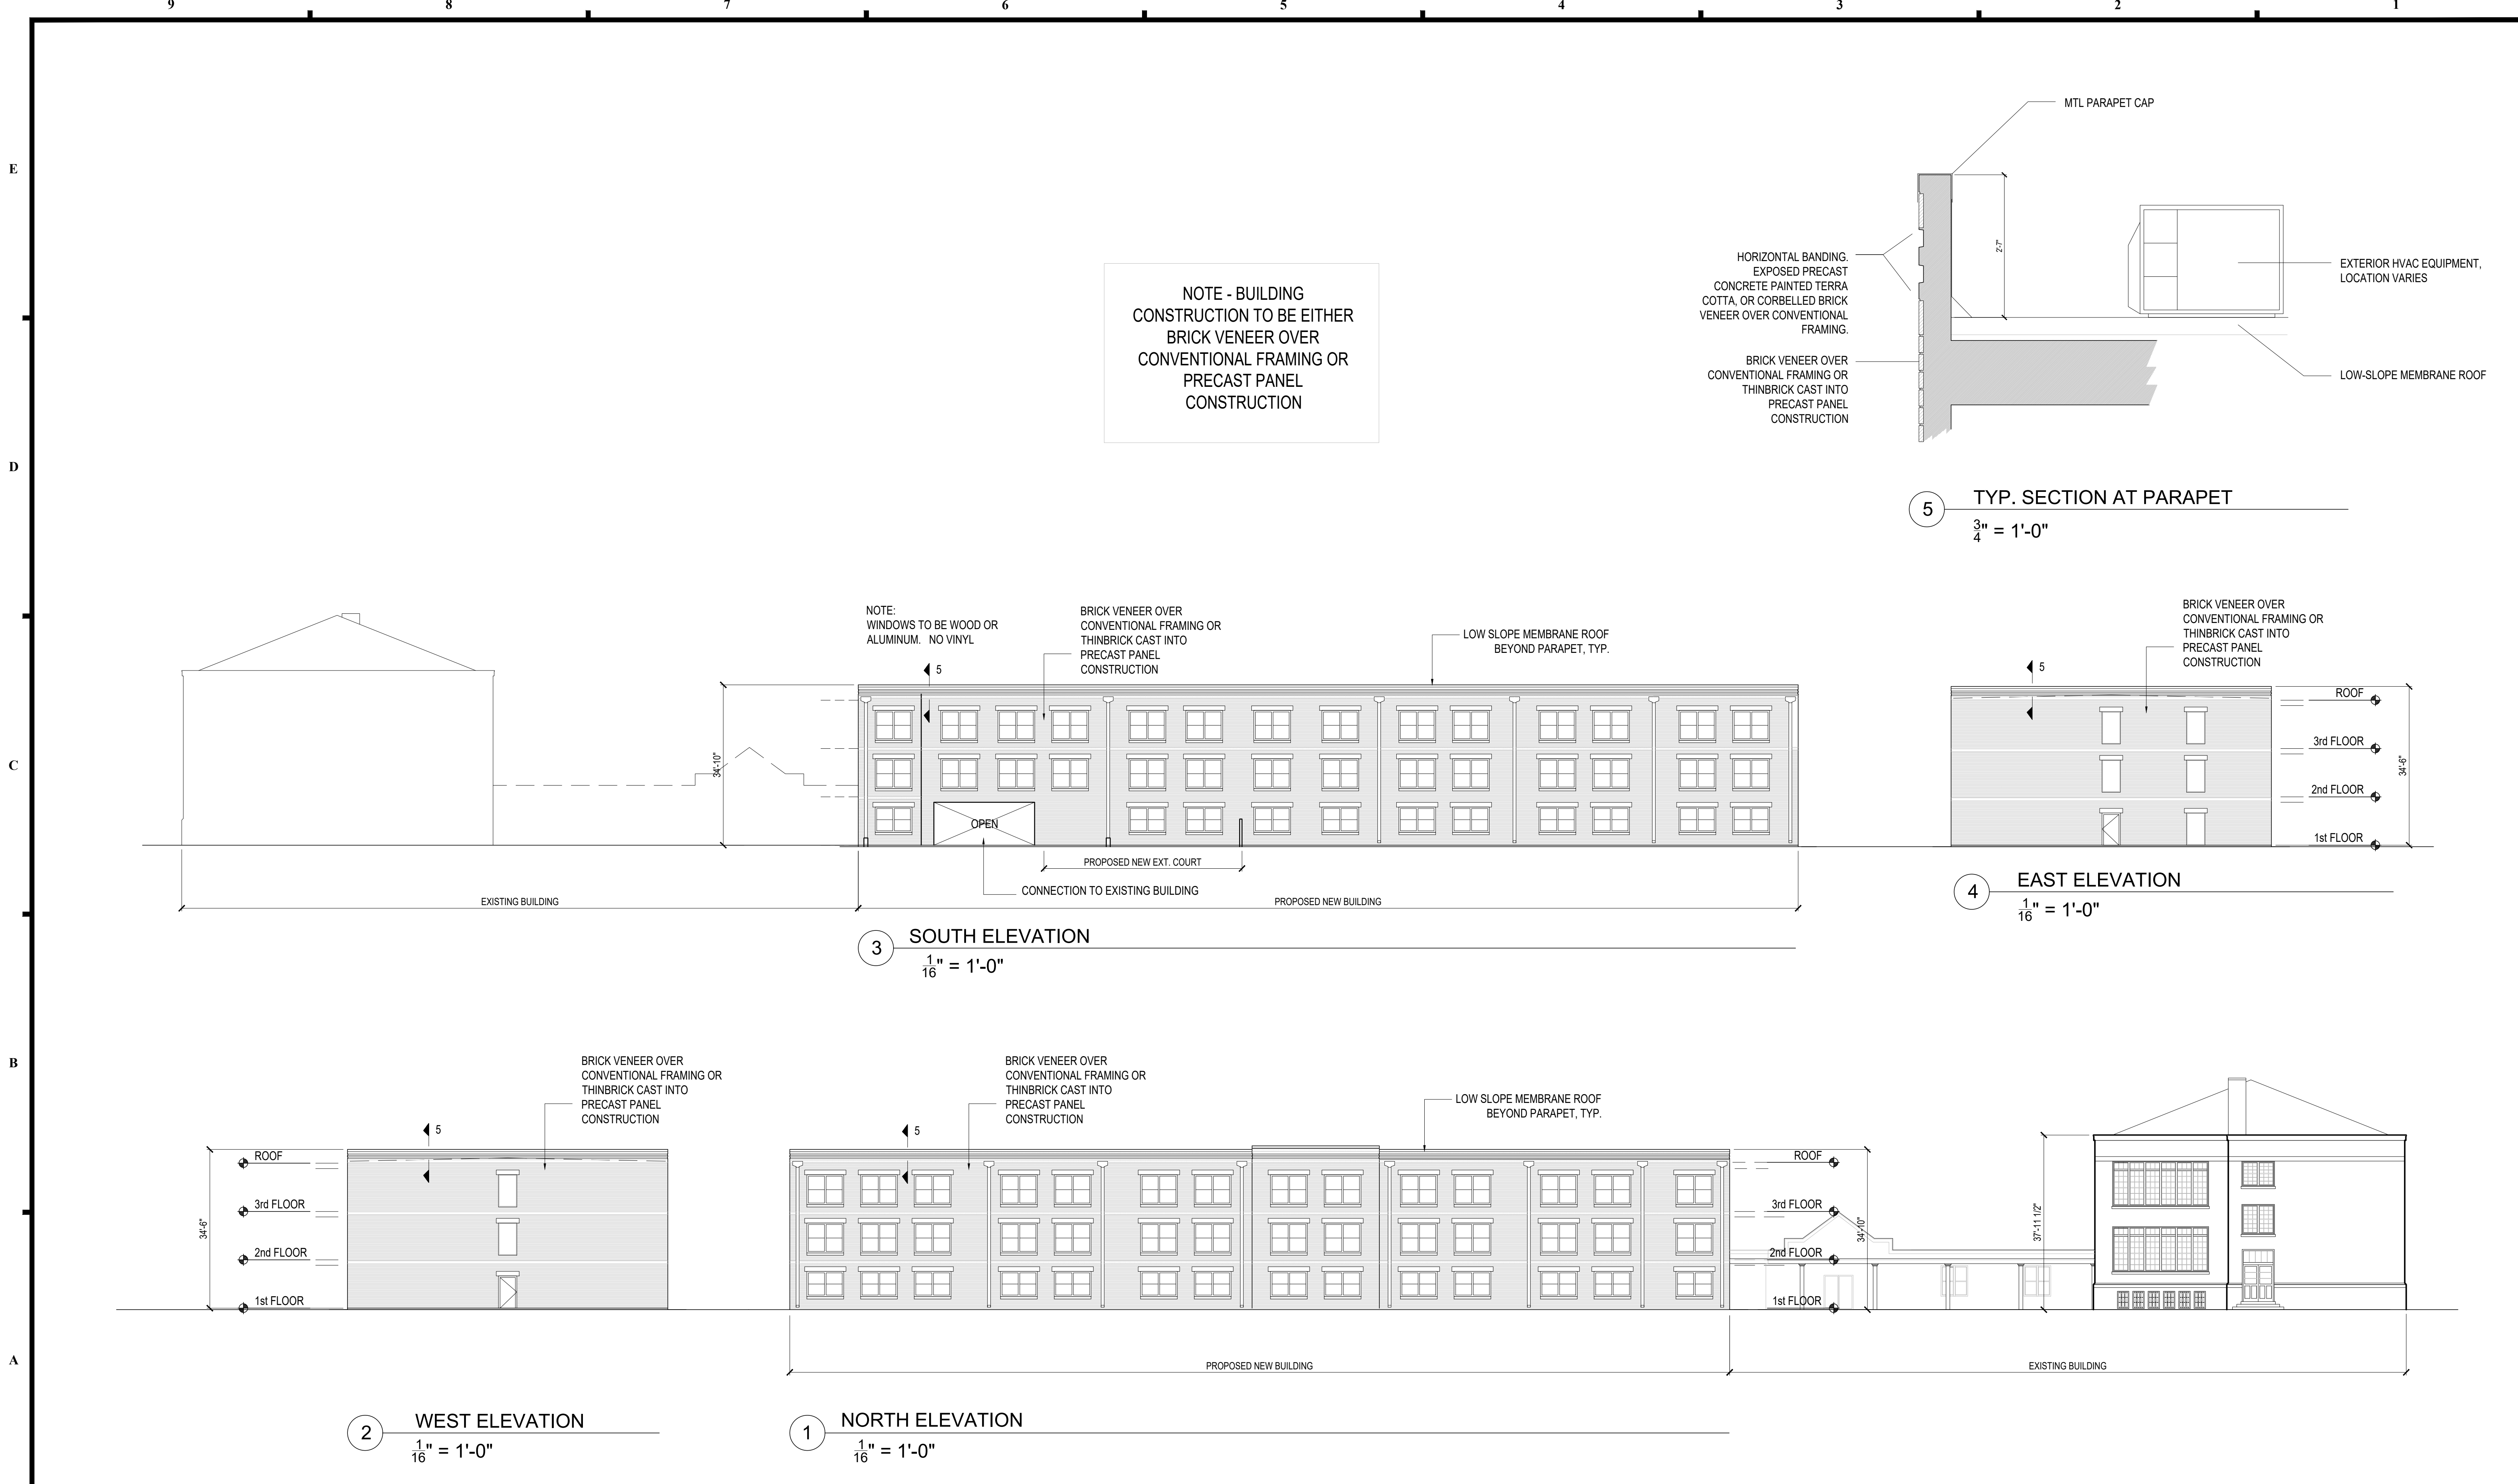 9 8 7 6 5 4 3 2 1
E
D
C
B
A
MTL PARAPET CAP
2'-7"
HORIZONTAL BANDING.
EXPOSED PRECAST
CONCRETE PAINTED TERRA
COTTA, OR CORBELLED BRICK
VENEER OVER CONVENTIONAL
FRAMING.
BRICK VENEER OVER
CONVENTIONAL FRAMING OR
THINBRICK CAST INTO
PRECAST PANEL
CONSTRUCTION
EXTERIOR HVAC EQUIPMENT,
LOCATION VARIES
LOW-SLOPE MEMBRANE ROOF
5 TYP. SECTION AT PARAPET
3/4" = 1'-0"
NOTE - BUILDING
CONSTRUCTION TO BE EITHER
BRICK VENEER OVER
CONVENTIONAL FRAMING OR
PRECAST PANEL
CONSTRUCTION
NOTE:
WINDOWS TO BE WOOD OR
ALUMINUM. NO VINYL
5
BRICK VENEER OVER
CONVENTIONAL FRAMING OR
THINBRICK CAST INTO
PRECAST PANEL
CONSTRUCTION
LOW SLOPE MEMBRANE ROOF
BEYOND PARAPET, TYP.
34'-10"
OPEN
PROPOSED NEW EXT. COURT
CONNECTION TO EXISTING BUILDING
EXISTING BUILDING
PROPOSED NEW BUILDING
3 SOUTH ELEVATION
1/16" = 1'-0"
BRICK VENEER OVER
CONVENTIONAL FRAMING OR
THINBRICK CAST INTO
PRECAST PANEL
CONSTRUCTION
5
ROOF
3rd FLOOR
2nd FLOOR
1st FLOOR
34'-6"
4 EAST ELEVATION
1/16" = 1'-0"
BRICK VENEER OVER
CONVENTIONAL FRAMING OR
THINBRICK CAST INTO
PRECAST PANEL
CONSTRUCTION
5
ROOF
3rd FLOOR
2nd FLOOR
1st FLOOR
34'-6"
2 WEST ELEVATION
1/16" = 1'-0"
BRICK VENEER OVER
CONVENTIONAL FRAMING OR
THINBRICK CAST INTO
PRECAST PANEL
CONSTRUCTION
5
LOW SLOPE MEMBRANE ROOF
BEYOND PARAPET, TYP.
ROOF
3rd FLOOR
2nd FLOOR
1st FLOOR
34'-10"
37'-11 1/2"
PROPOSED NEW BUILDING
EXISTING BUILDING
1 NORTH ELEVATION
1/16" = 1'-0"